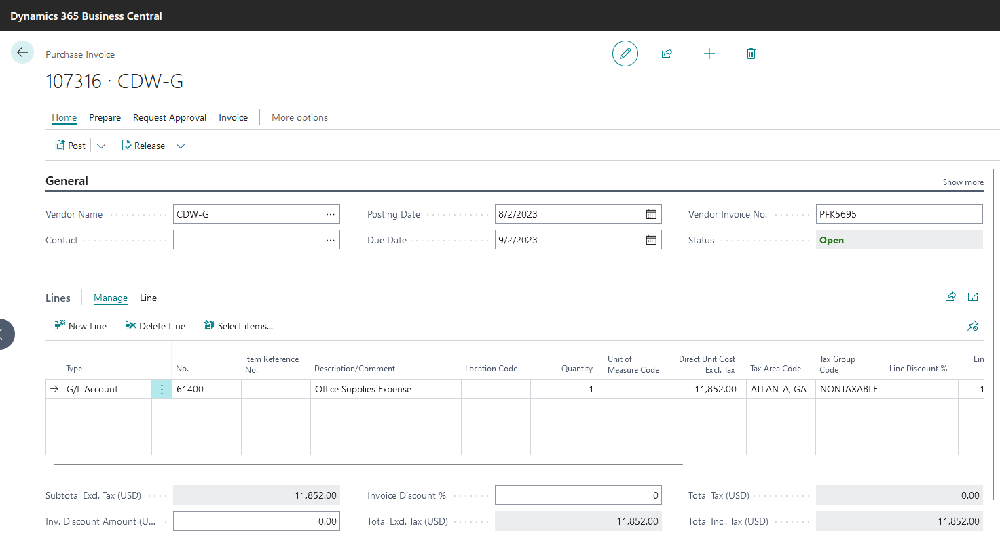 Dynamics 365 Business Central
Purchase Invoice
107316 · CDW-G
Home Prepare Request Approval Invoice More options
Post Release
General Show more
Vendor Name CDW-G Posting Date 8/2/2023 Vendor Invoice No. PFK5695
Contact Due Date 9/2/2023 Status Open
Lines Manage Line
New Line Delete Line Select items...
Type No. Item Reference No. Description/Comment Location Code Quantity Unit of Measure Code Direct Unit Cost Excl. Tax Tax Area Code Tax Group Code Line Discount % Lin
G/L Account 61400 Office Supplies Expense 1 11,852.00 ATLANTA, GA NONTAXABLE 1
Subtotal Excl. Tax (USD) 11,852.00 Invoice Discount % 0 Total Tax (USD) 0.00
Inv. Discount Amount (U... 0.00 Total Excl. Tax (USD) 11,852.00 Total Incl. Tax (USD) 11,852.00